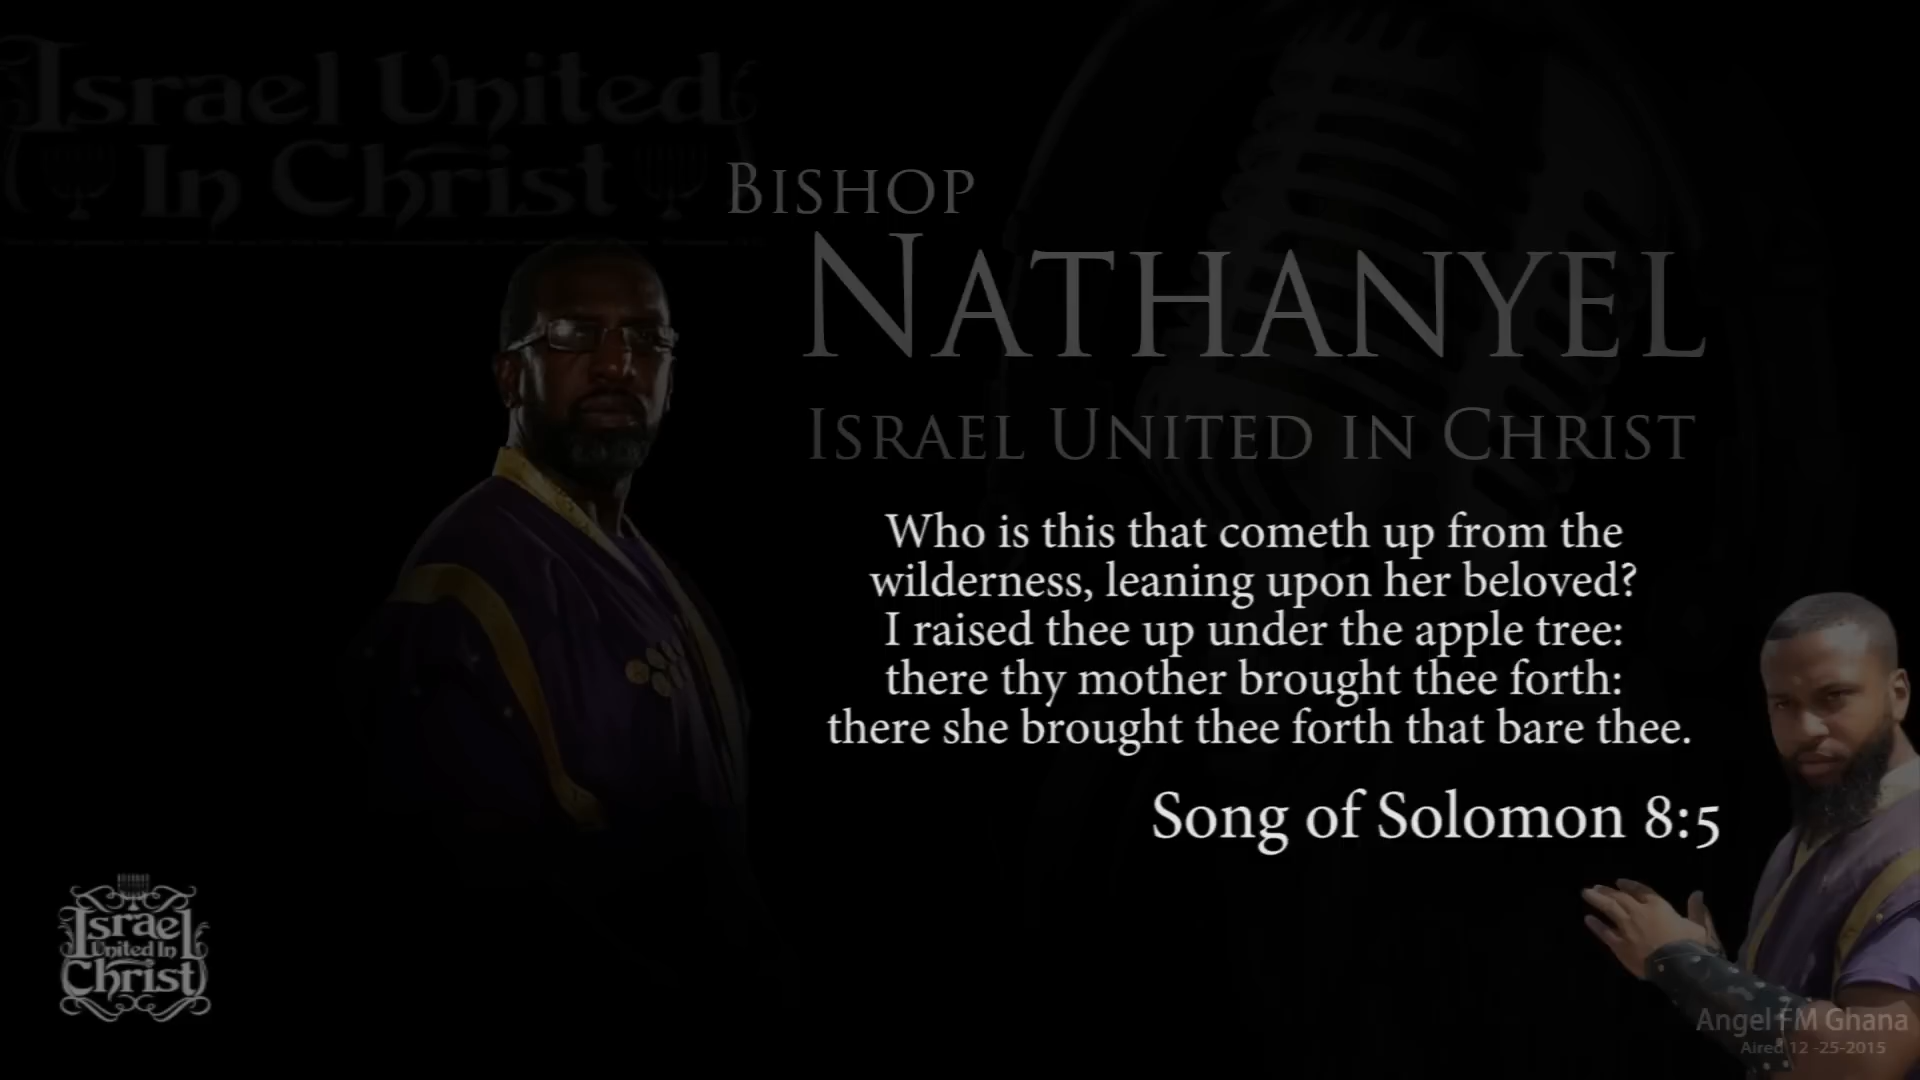 Israel United
In Christ
BISHOP
NATHANYEL
ISRAEL UNITED IN CHRIST
Who is this that cometh up from the
wilderness, leaning upon her beloved?
I raised thee up under the apple tree:
there thy mother brought thee forth:
there she brought thee forth that bare thee.
Song of Solomon 8:5
Israel
United In
Christ
Angel FM Ghana
Aired 12 -25-2015